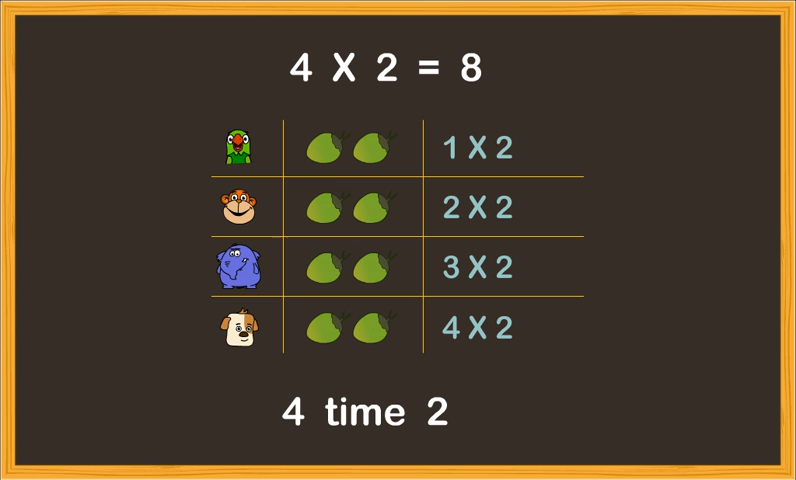 4 X 2 = 8
1 X 2
2 X 2
3 X 2
4 X 2
4 time 2